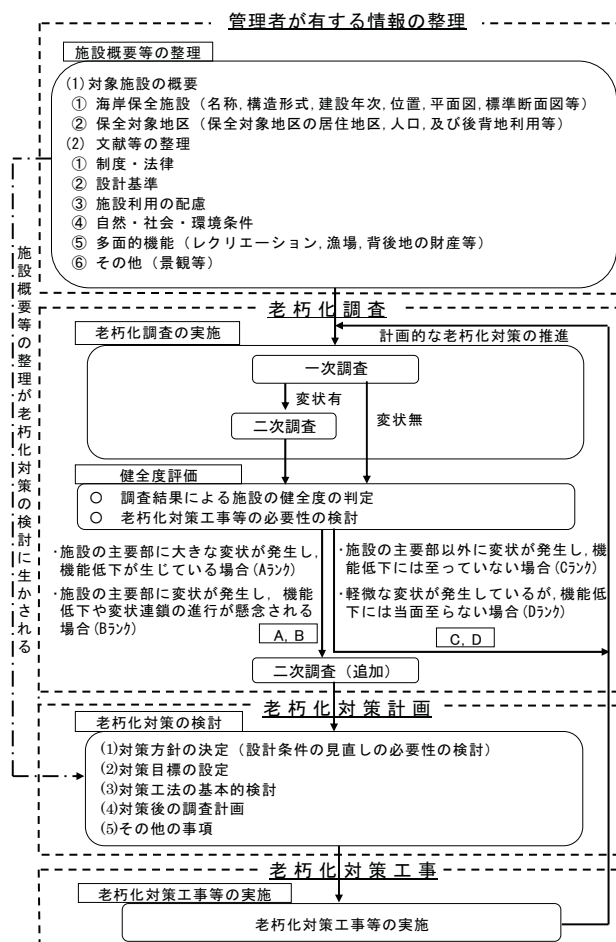 管理者が有する情報の整理
施設概要等の整理
(1)対象施設の概要
① 海岸保全施設（名称,構造形式,建設年次,位置,平面図,標準断面図等）
② 保全対象地区（保全対象地区の居住地区,人口,及び後背地利用等）
(2) 文献等の整理
① 制度・法律
② 設計基準
③ 施設利用の配慮
④ 自然・社会・環境条件
⑤ 多面的機能（レクリエーション,漁場,背後地の財産等）
⑥ その他（景観等）
施設概要等の整理が老朽化対策の検討に生かされる
老朽化調査
老朽化調査の実施
計画的な老朽化対策の推進
一次調査
変状有
変状無
二次調査
健全度評価
○ 調査結果による施設の健全度の判定
○ 老朽化対策工事等の必要性の検討
・施設の主要部に大きな変状が発生し,
機能低下が生じている場合(Aランク)
・施設の主要部に変状が発生し, 機能
低下や変状連鎖の進行が懸念される
場合(Bランク)
・施設の主要部以外に変状が発生し,機
能低下には至っていない場合(Cランク)
・軽微な変状が発生しているが,機能低
下には当面至らない場合(Dランク)
A, B
C, D
二次調査（追加）
老朽化対策計画
老朽化対策の検討
(1)対策方針の決定（設計条件の見直しの必要性の検討）
(2)対策目標の設定
(3)対策工法の基本的検討
(4)対策後の調査計画
(5)その他の事項
老朽化対策工事
老朽化対策工事等の実施
老朽化対策工事等の実施